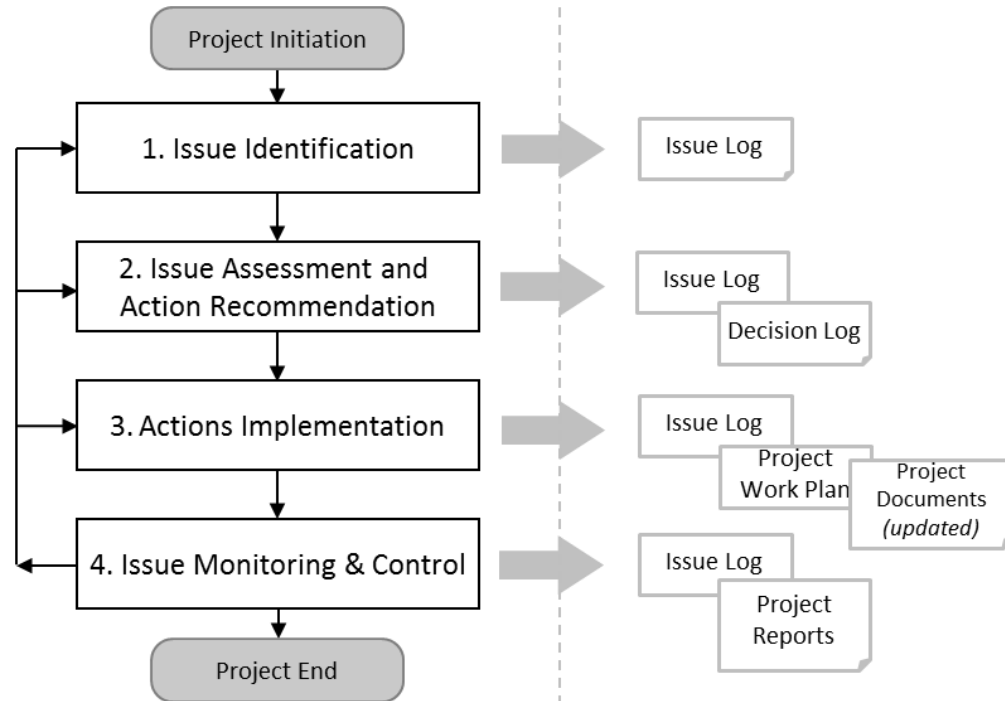 Project Initiation
1. Issue Identification
Issue Log
2. Issue Assessment and
Action Recommendation
Issue Log
Decision Log
3. Actions Implementation
Issue Log
Project
Work Plan
Project
Documents
(updated)
4. Issue Monitoring & Control
Issue Log
Project
Reports
Project End